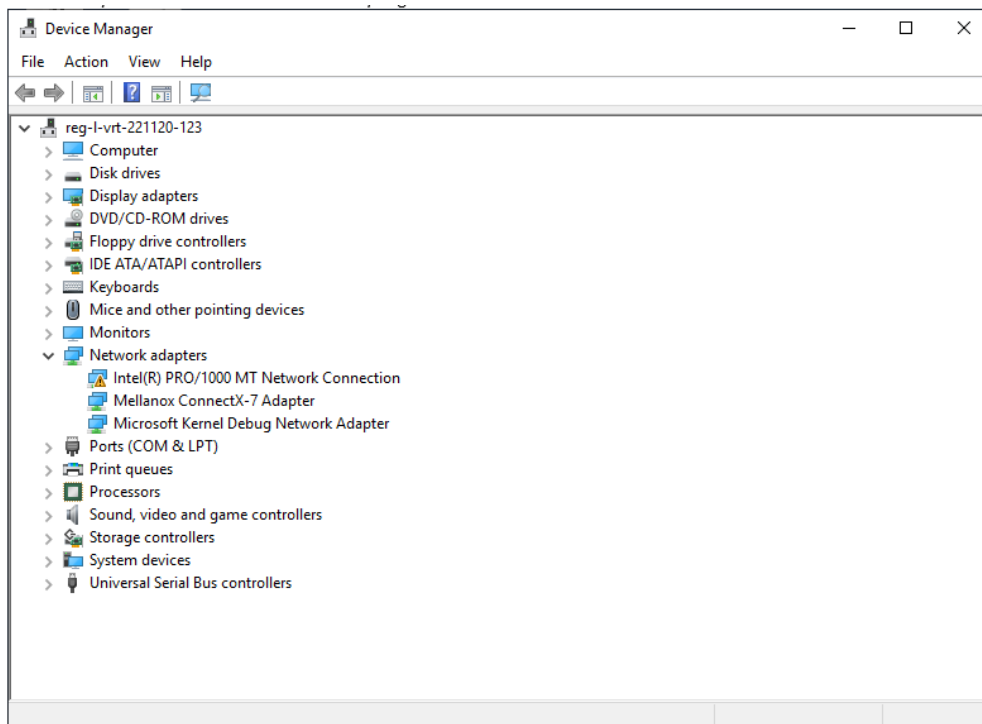 Device Manager
File Action View Help
reg-l-vrt-221120-123
Computer
Disk drives
Display adapters
DVD/CD-ROM drives
Floppy drive controllers
IDE ATA/ATAPI controllers
Keyboards
Mice and other pointing devices
Monitors
Network adapters
Intel(R) PRO/1000 MT Network Connection
Mellanox ConnectX-7 Adapter
Microsoft Kernel Debug Network Adapter
Ports (COM & LPT)
Print queues
Processors
Sound, video and game controllers
Storage controllers
System devices
Universal Serial Bus controllers